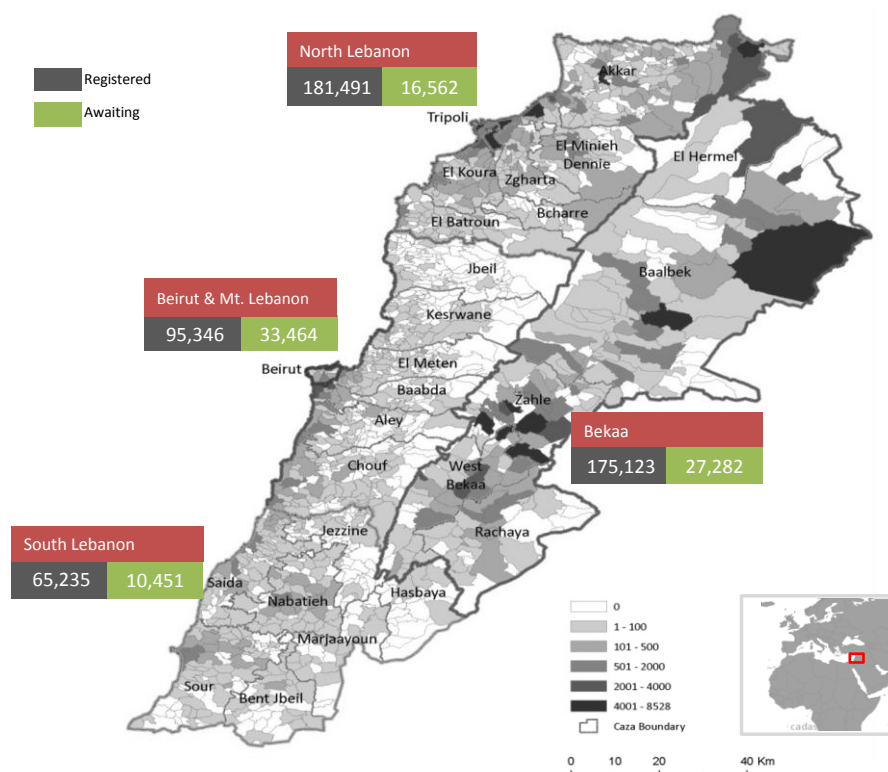 North Lebanon
181,491 16,562
Registered
Awaiting
Akkar
Tripoli
El Minieh
Dennie
El Hermel
El Koura
Zgharta
Bcharre
El Batroun
Jbeil
Baalbek
Beirut & Mt. Lebanon
95,346 33,464
Kesrwane
El Meten
Beirut
Baabda
Zahle
Aley
Bekaa
175,123 27,282
Chouf
West
Bekaa
Jezzine
Rachaya
South Lebanon
65,235 10,451
Saida
Hasbaya
Nabatieh
Marjaayoun
Sour
Bent Jbeil
0
1 - 100
101 - 500
501 - 2000
2001 - 4000
4001 - 8528
Caza Boundary
cadas
0 10 20 40 Km